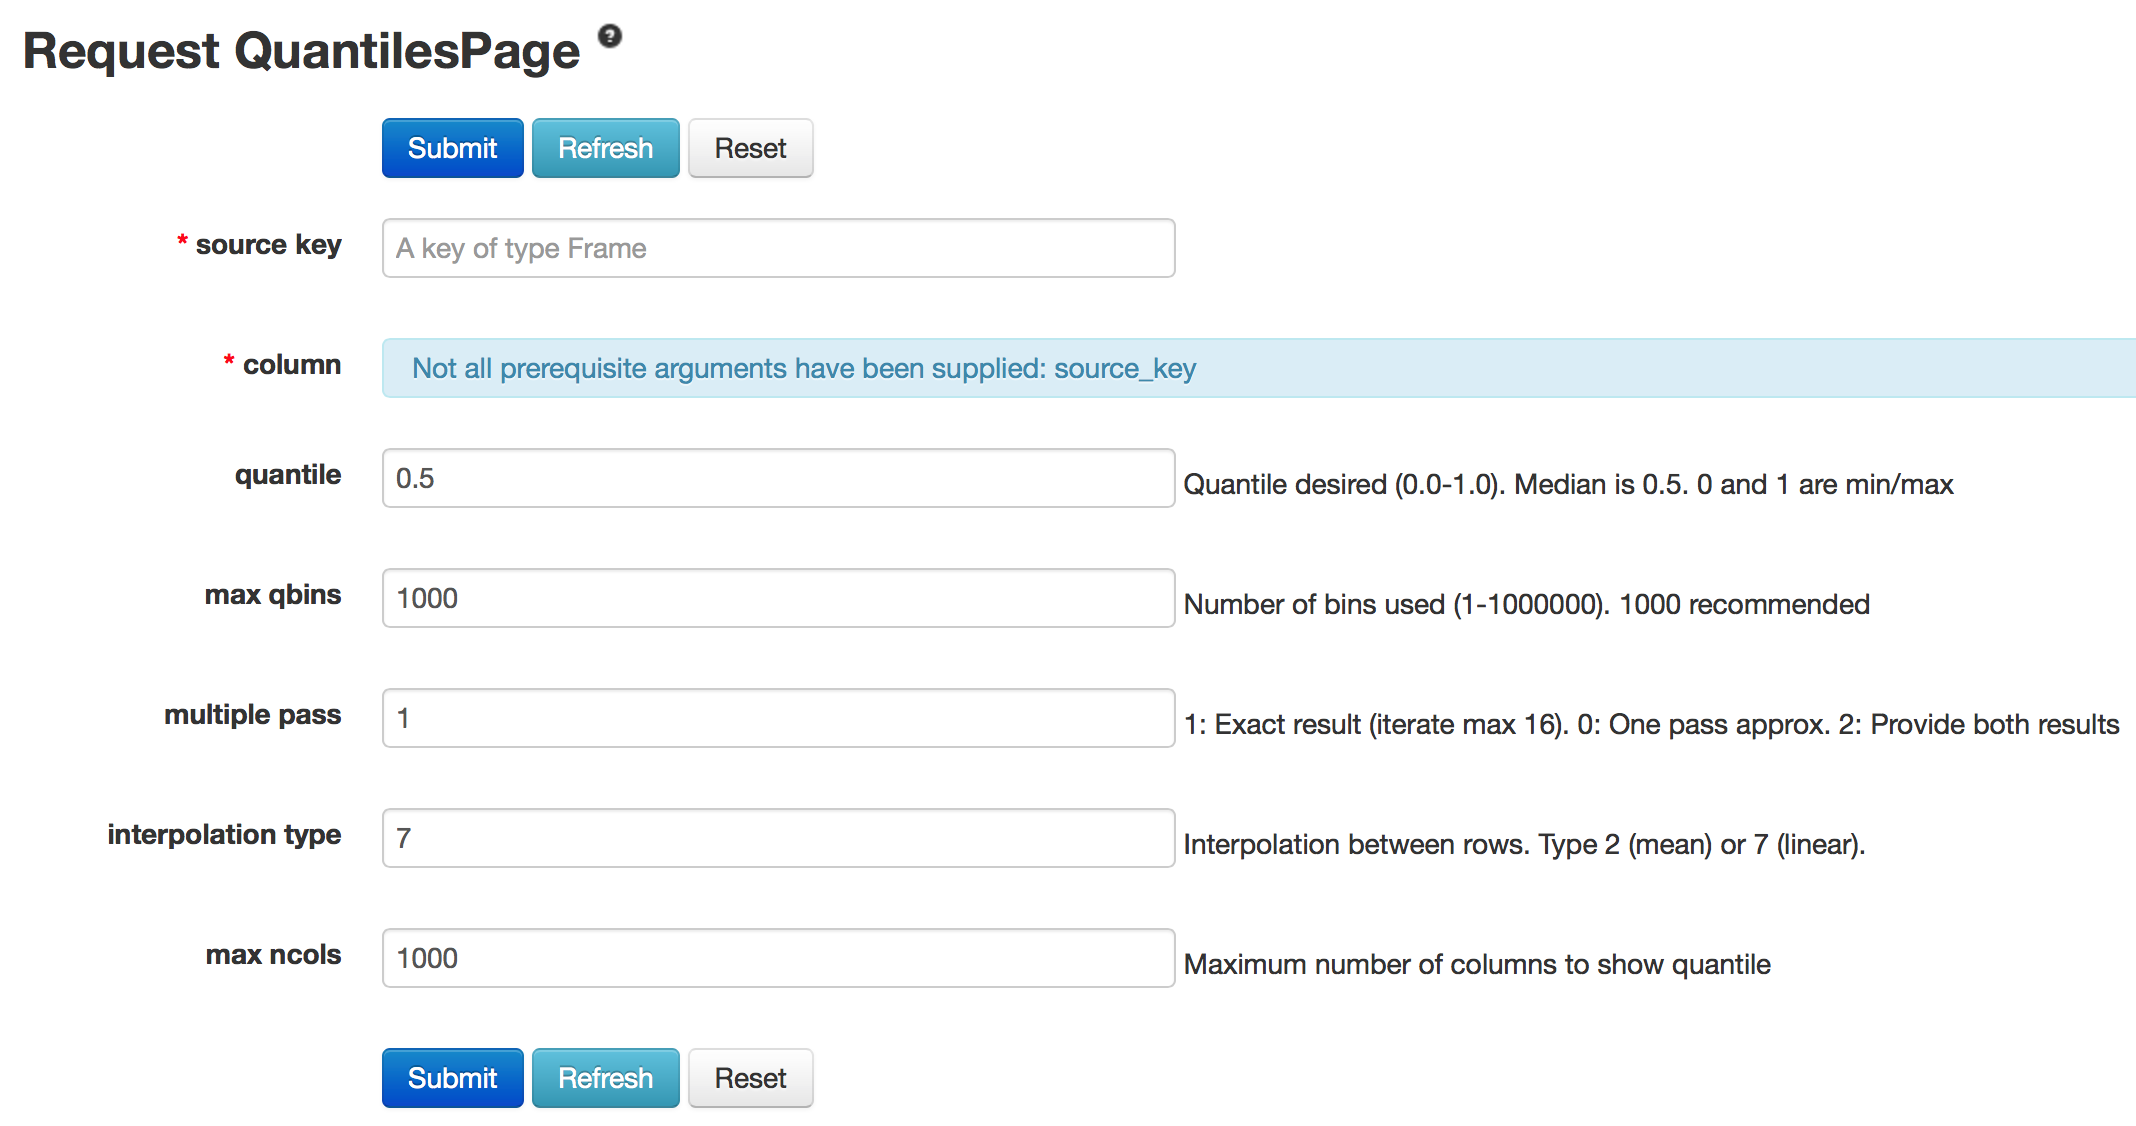 Request QuantilesPage ?
Submit Refresh Reset
* source key A key of type Frame
* column Not all prerequisite arguments have been supplied: source_key
quantile 0.5 Quantile desired (0.0-1.0). Median is 0.5. 0 and 1 are min/max
max qbins 1000 Number of bins used (1-1000000). 1000 recommended
multiple pass 1 1: Exact result (iterate max 16). 0: One pass approx. 2: Provide both results
interpolation type 7 Interpolation between rows. Type 2 (mean) or 7 (linear).
max ncols 1000 Maximum number of columns to show quantile
Submit Refresh Reset